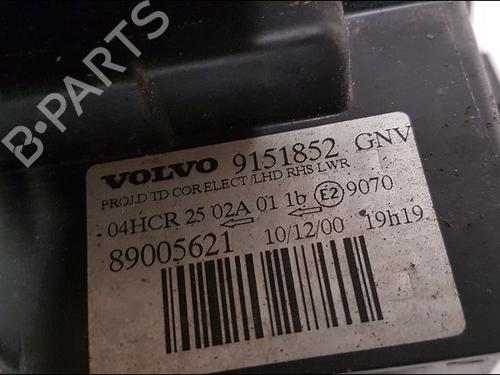 B-PARTS
VOLVO 9151852 GNV
PROJ.D TD COR ELECT /LHD RHS LWR
04HCR 25 02A 01 1b E2 9070
89005621 10/12/00 19h19